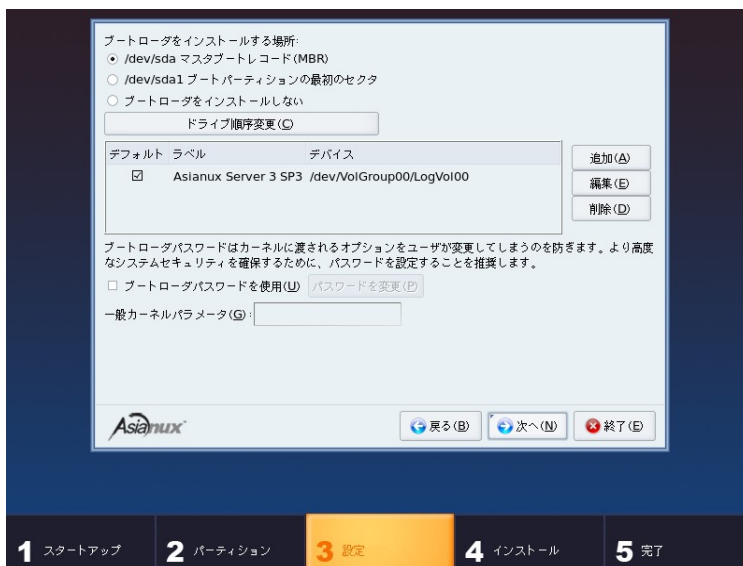 ブートローダをインストールする場所:
/dev/sda マスタブートレコード(MBR)
/dev/sda1 ブートパーティションの最初のセクタ
ブートローダをインストールしない
ドライブ順序変更(C)
デフォルト ラベル デバイス
Asianux Server 3 SP3 /dev/VolGroup00/LogVol00
追加(A)
編集(E)
削除(D)
ブートローダパスワードはカーネルに渡されるオプションをユーザが変更してしまうのを防ぎます。より高度
なシステムセキュリティを確保するために、パスワードを設定することを推奨します。
ブートローダパスワードを使用(U) パスワードを変更(P)
一般カーネルパラメータ(G):
Asianux
戻る(B) 次へ(N) 終了(E)
1 スタートアップ 2 パーティション 3 設定 4 インストール 5 完了